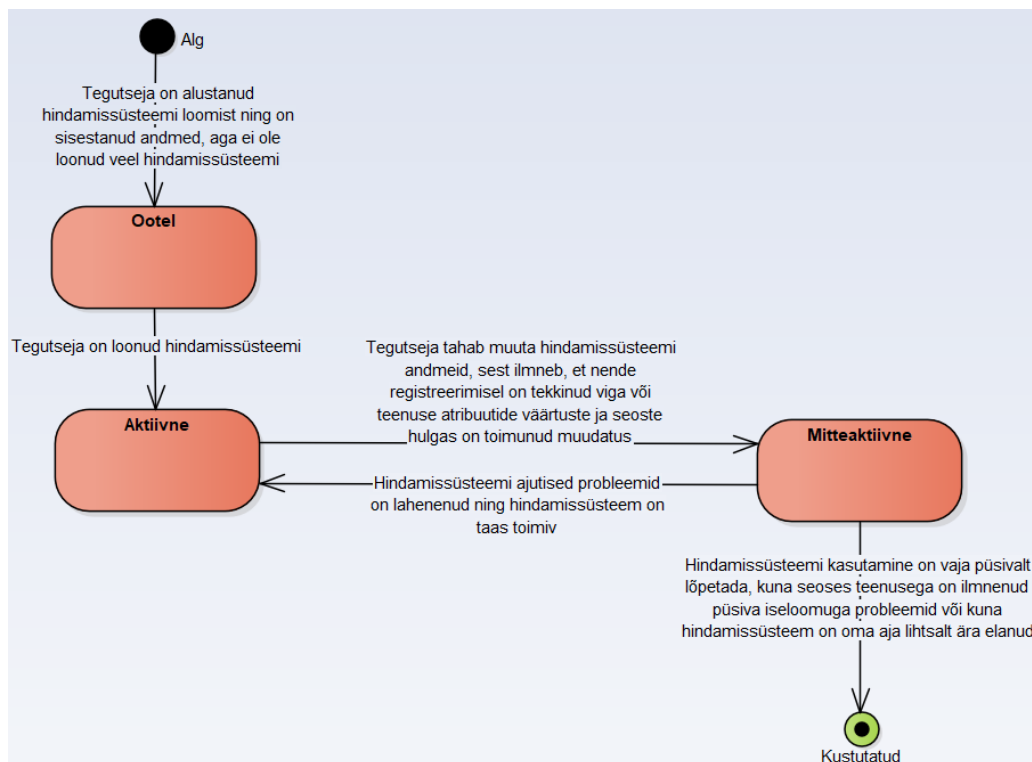 Alg
Tegutseja on alustanud
hindamissüsteemi loomist ning on
sisestanud andmed, aga ei ole
loonud veel hindamissüsteemi
Ootel
Tegutseja on loonud hindamissüsteemi
Aktiivne
Tegutseja tahab muuta hindamissüsteemi
andmeid, sest ilmneb, et nende
registreerimisel on tekkinud viga või
teenuse atribuutide väärtuste ja seoste
hulgas on toimunud muudatus
Mitteaktiivne
Hindamissüsteemi ajutised probleemid
on lahenenud ning hindamissüsteem on
taas toimiv
Hindamissüsteemi kasutamine on vaja püsivalt
lõpetada, kuna seoses teenusega on ilmnenud
püsiva iseloomuga probleemid või kuna
hindamissüsteem on oma aja lihtsalt ära elanud
Kustutatud